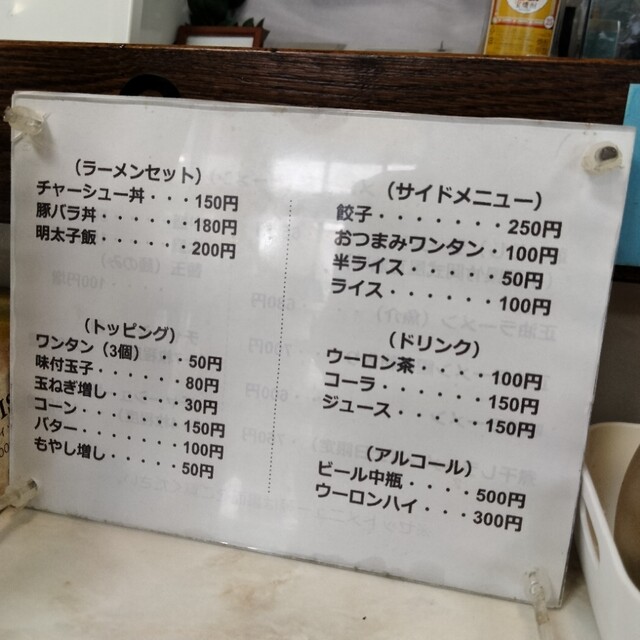 （ラーメンセット）
チャーシュー丼・・・150円
豚バラ丼・・・・・・180円
明太子飯・・・・・・200円
（トッピング）
ワンタン（3個）・・・50円
味付玉子・・・・・・80円
玉ねぎ増し・・・・・30円
コーン・・・・・・・150円
バター・・・・・・・100円
もやし増し・・・・・50円
（サイドメニュー）
餃子・・・・・・・250円
おつまみワンタン・100円
半ライス・・・・・50円
ライス・・・・・・100円
（ドリンク）
ウーロン茶・・・・・100円
コーラ・・・・・・150円
ジュース・・・・・150円
（アルコール）
ビール中瓶・・・・500円
ウーロンハイ・・・300円